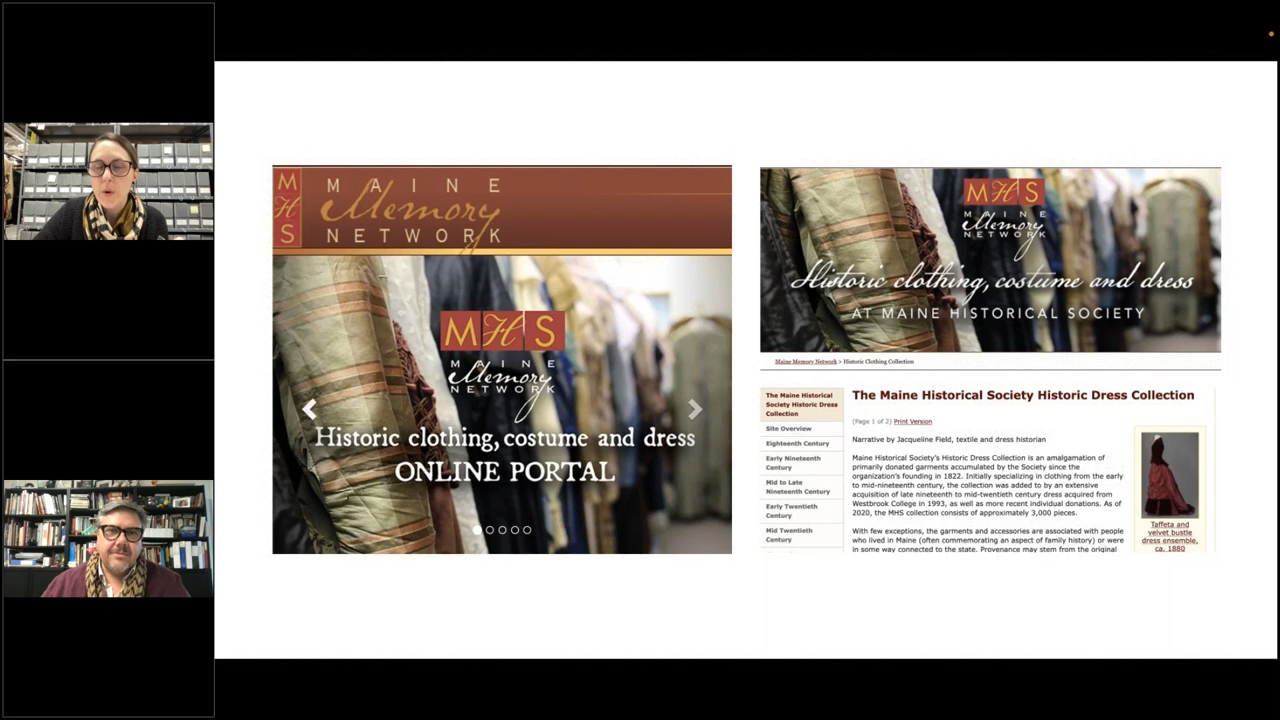 MHS
MAINE
Memory
NETWORK
MHS
MAINE
Memory
NETWORK
Historic clothing, costume and dress
ONLINE PORTAL
MHS
MAINE
Memory
NETWORK
Historic clothing, costume and dress
AT MAINE HISTORICAL SOCIETY
Maine Memory Network > Historic Clothing Collection
The Maine Historical
Society Historic Dress
Collection
Site Overview
Eighteenth Century
Early Nineteenth
Century
Mid to Late
Nineteenth Century
Early Twentieth
Century
Mid Twentieth
Century
The Maine Historical Society Historic Dress Collection
(Page 1 of 2) Print Version
Narrative by Jacqueline Field, textile and dress historian
Maine Historical Society's Historic Dress Collection is an amalgamation of
primarily donated garments accumulated by the Society since the
organization's founding in 1822. Initially specializing in clothing from the early
to mid-nineteenth century, the collection was added to by an extensive
acquisition of late nineteenth to mid-twentieth century dress acquired from
Westbrook College in 1993, as well as more recent individual donations. As of
2020, the MHS collection consists of approximately 3,000 pieces.
With few exceptions, the garments and accessories are associated with people
who lived in Maine (often commemorating an aspect of family history) or were
in some way connected to the state. Provenance may stem from the original
Taffeta and
velvet bustle
dress ensemble,
ca. 1880